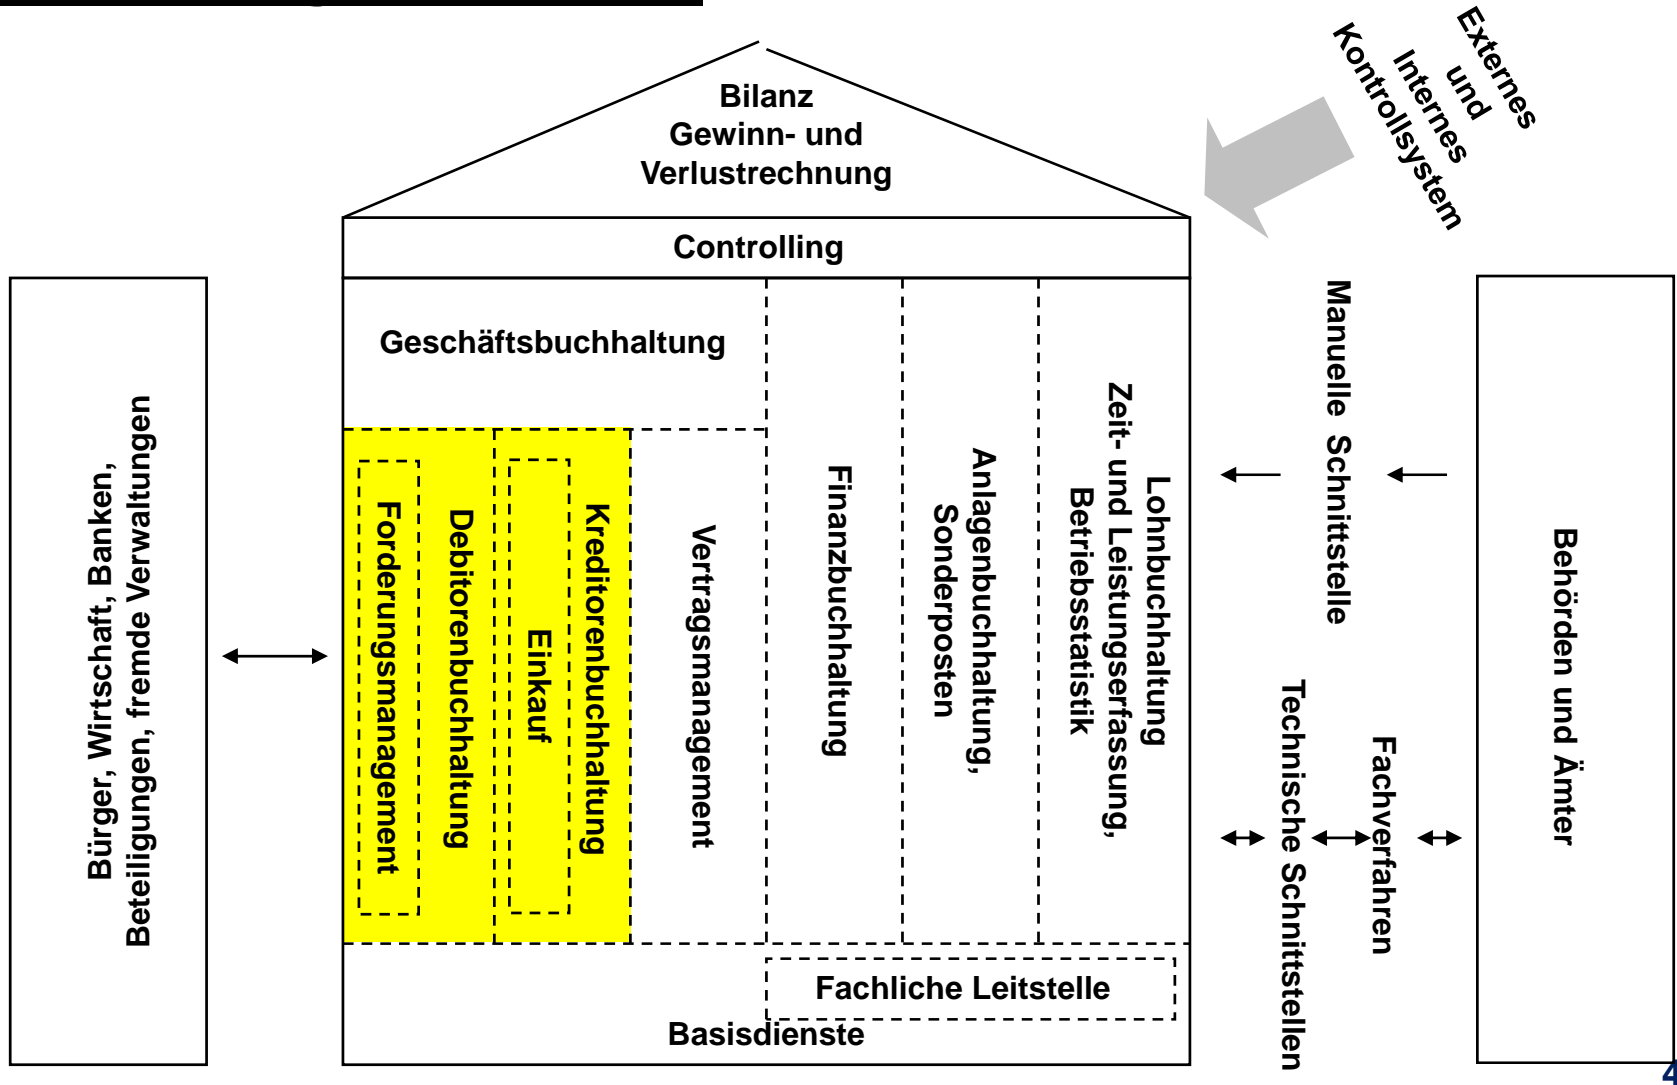 Externes
und
Internes
Kontrollsystem
Bilanz
Gewinn- und
Verlustrechnung
Controlling
Bürger, Wirtschaft, Banken,
Beteiligungen, fremde Verwaltungen
Geschäftsbuchhaltung
Forderungsmanagement
Debitorenbuchhaltung
Einkauf
Kreditorenbuchhaltung
Vertragsmanagement
Finanzbuchhaltung
Anlagenbuchhaltung,
Sonderposten
Lohnbuchhaltung
Zeit- und Leistungserfassung,
Betriebsstatistik
Manuelle Schnittstelle
Technische Schnittstellen
Fachverfahren
Behörden und Ämter
Fachliche Leitstelle
Basisdienste
4